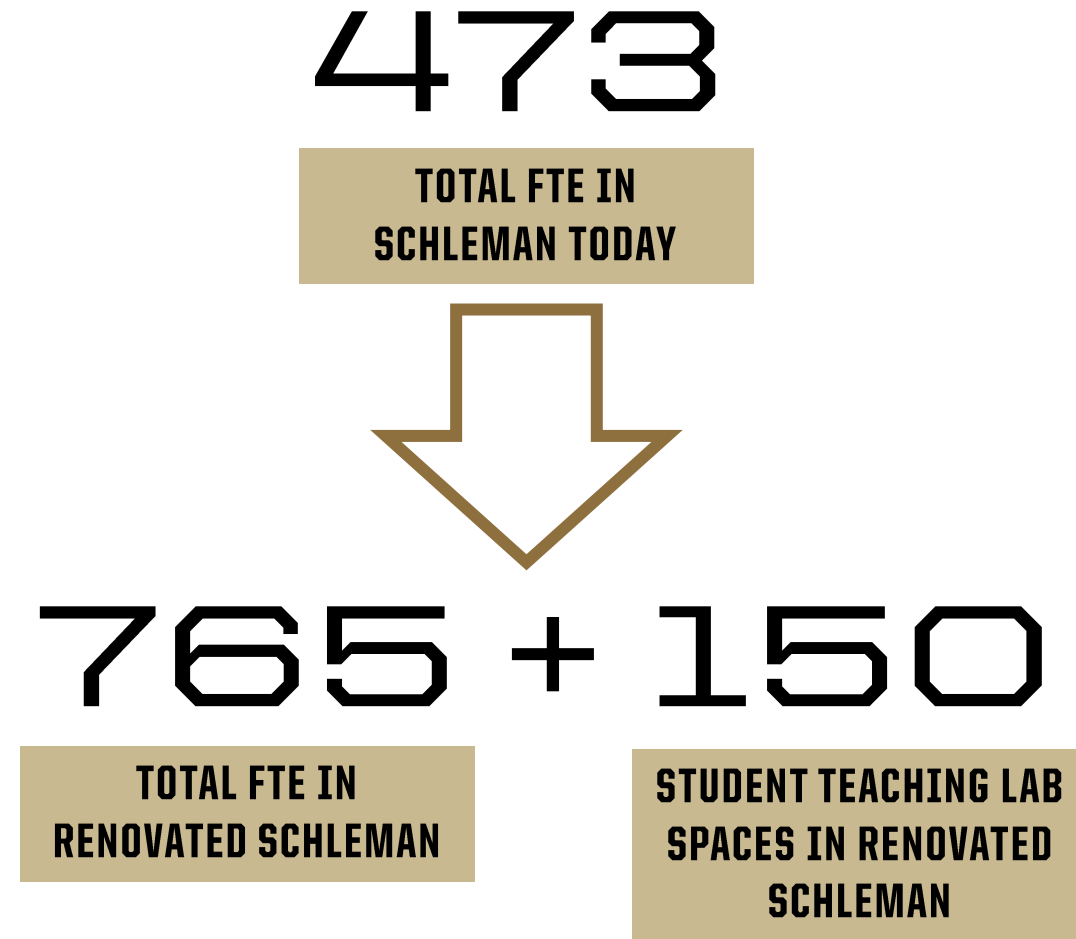 473
TOTAL FTE IN
SCHLEMAN TODAY
765 + 150
TOTAL FTE IN
RENOVATED SCHLEMAN
STUDENT TEACHING LAB
SPACES IN RENOVATED
SCHLEMAN